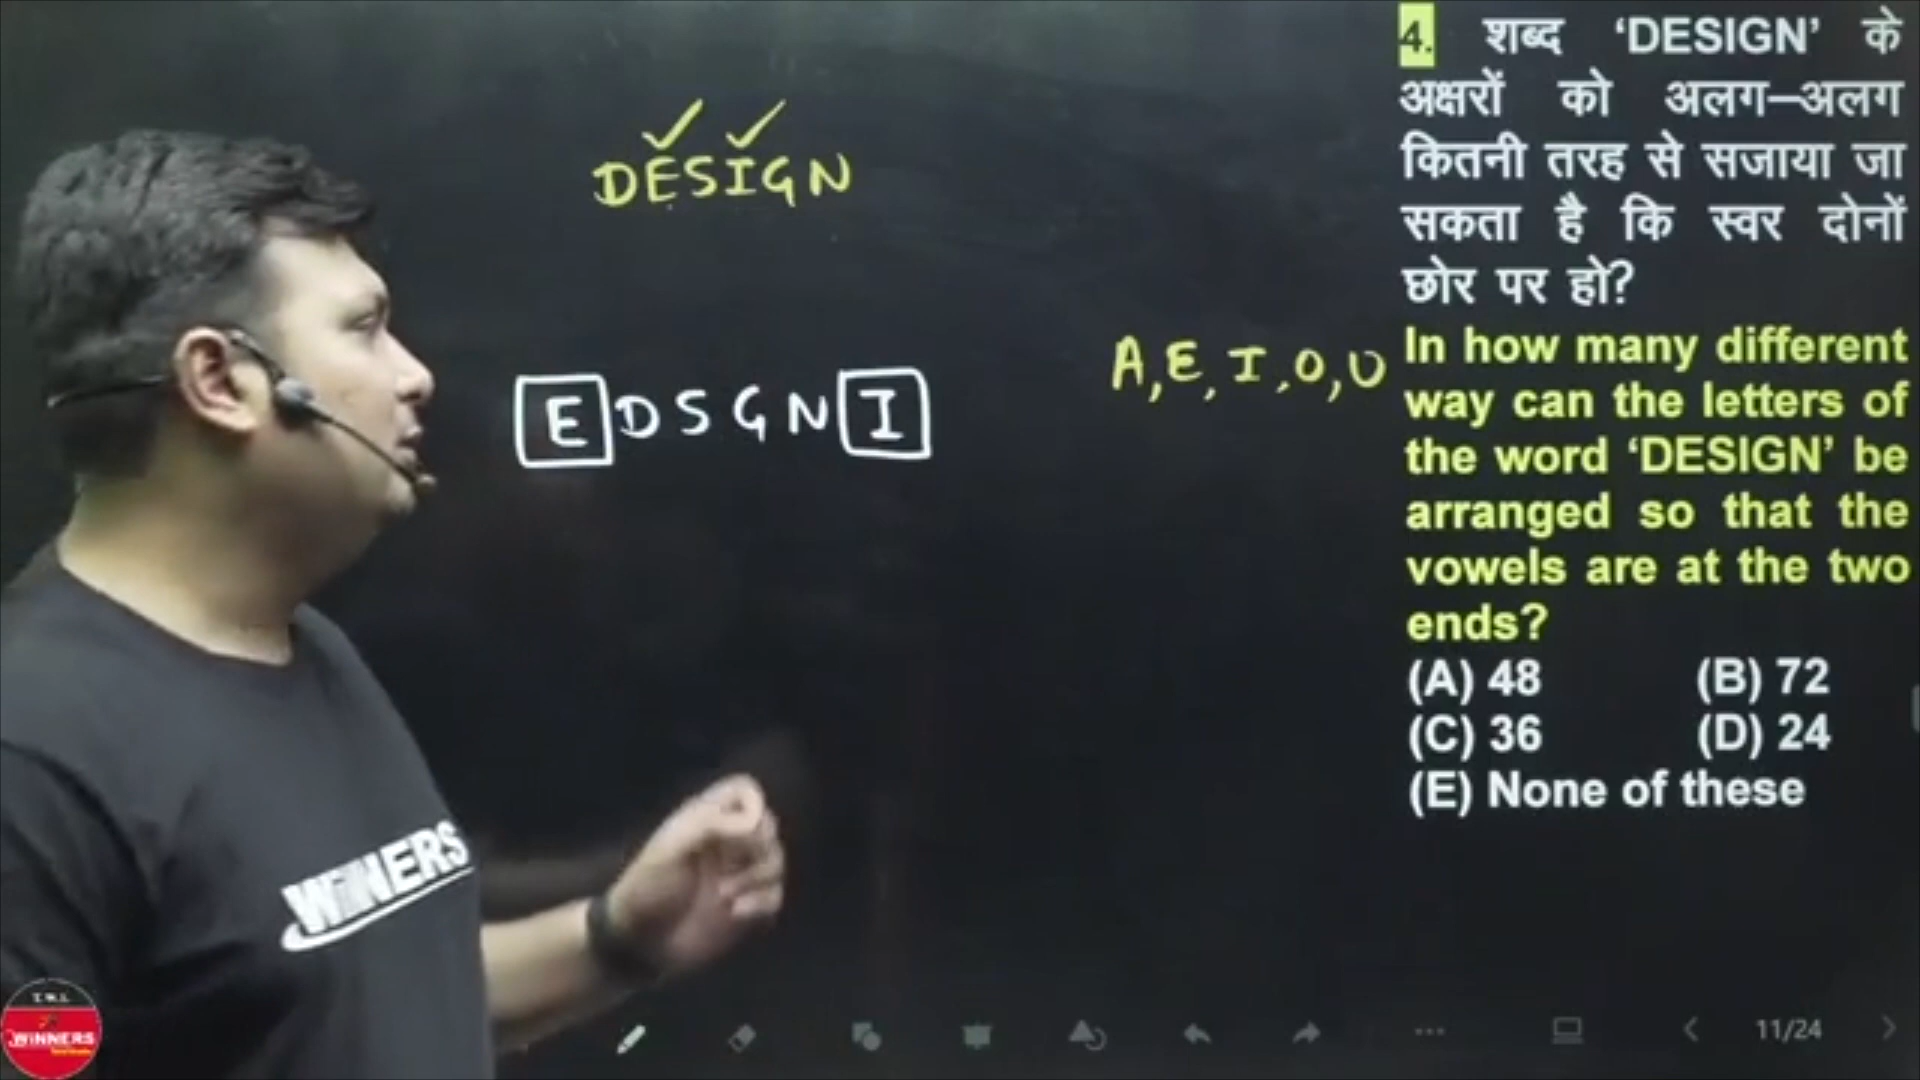 4. शब्द ‘DESIGN’ के
अक्षरों को अलग–अलग
कितनी तरह से सजाया जा
सकता है कि स्वर दोनों
छोर पर हो?
In how many different
way can the letters of
the word ‘DESIGN’ be
arranged so that the
vowels are at the two
ends?
(A) 48 (B) 72
(C) 36 (D) 24
(E) None of these
DESIGN
E D S G N I
A, E, I, O, U
WINNERS
WINNERS
11/24